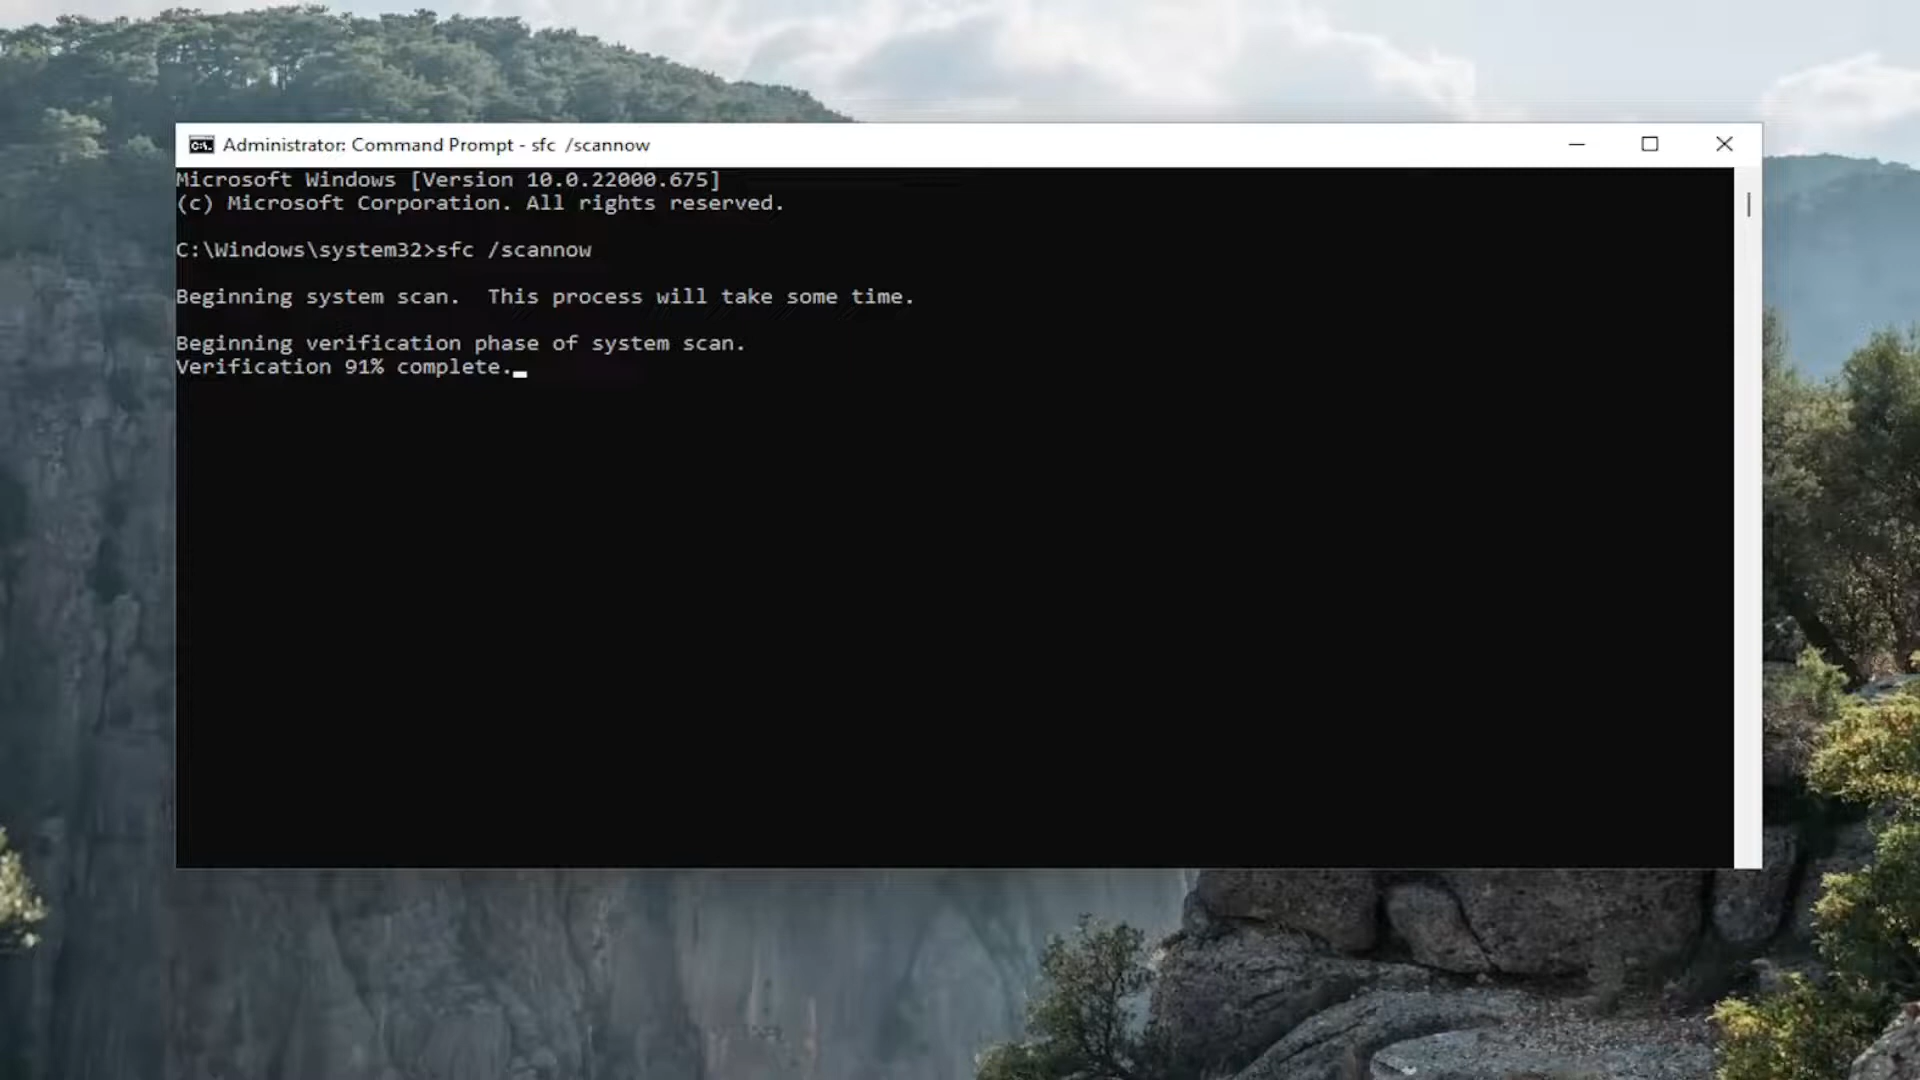 Administrator: Command Prompt - sfc  /scannow
Microsoft Windows [Version 10.0.22000.675]
(c) Microsoft Corporation. All rights reserved.
C:\Windows\system32>sfc /scannow
Beginning system scan.  This process will take some time.
Beginning verification phase of system scan.
Verification 91% complete.